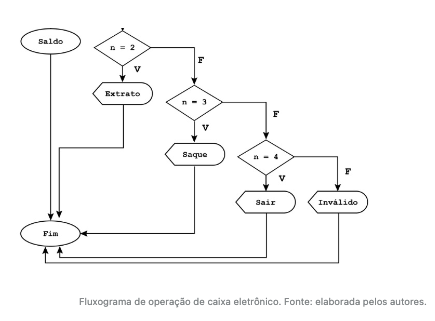 Saldo
n = 2
F
V
Extrato
n = 3
F
V
Saque
n = 4
F
V
Sair
Inválido
Fim
Fluxograma de operação de caixa eletrônico. Fonte: elaborada pelos autores.